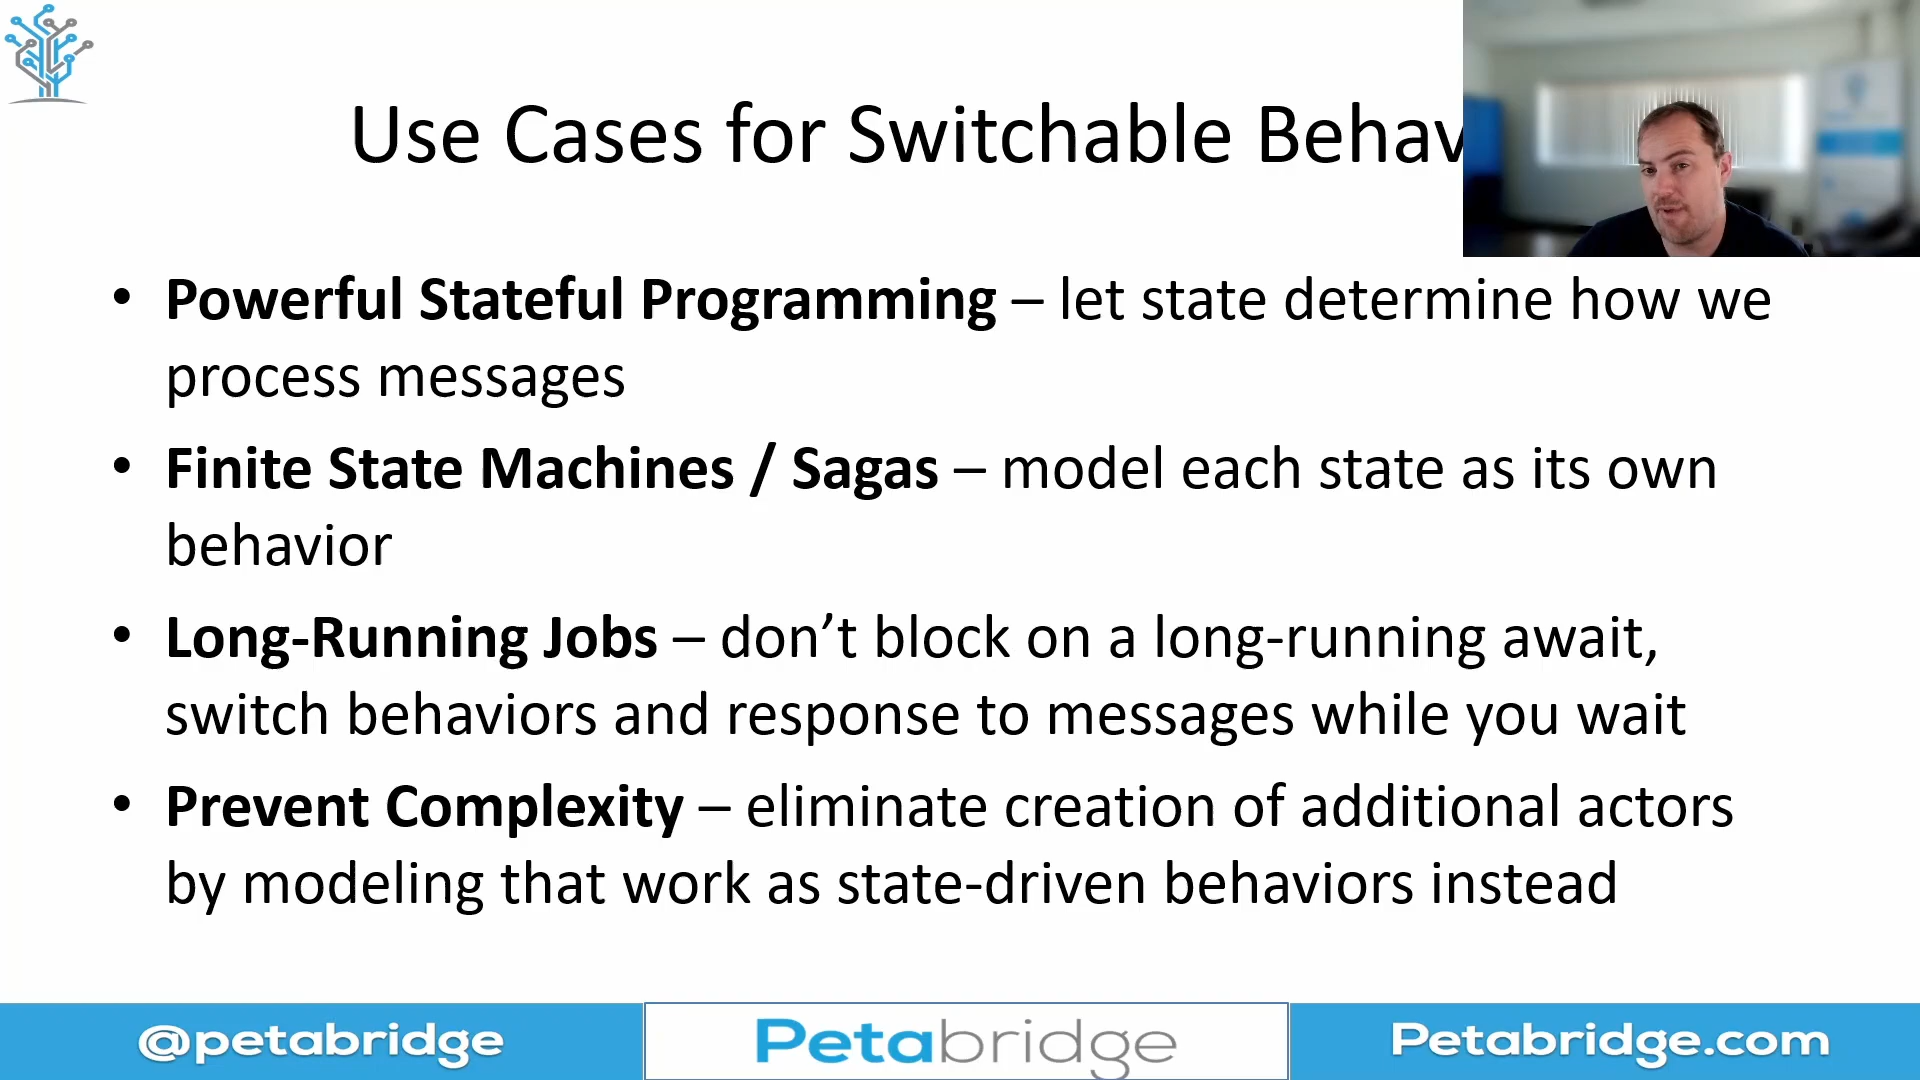 Use Cases for Switchable Behav
• Powerful Stateful Programming – let state determine how we
process messages
• Finite State Machines / Sagas – model each state as its own
behavior
• Long-Running Jobs – don’t block on a long-running await,
switch behaviors and response to messages while you wait
• Prevent Complexity – eliminate creation of additional actors
by modeling that work as state-driven behaviors instead
@petabridge
Petabridge
Petabridge.com